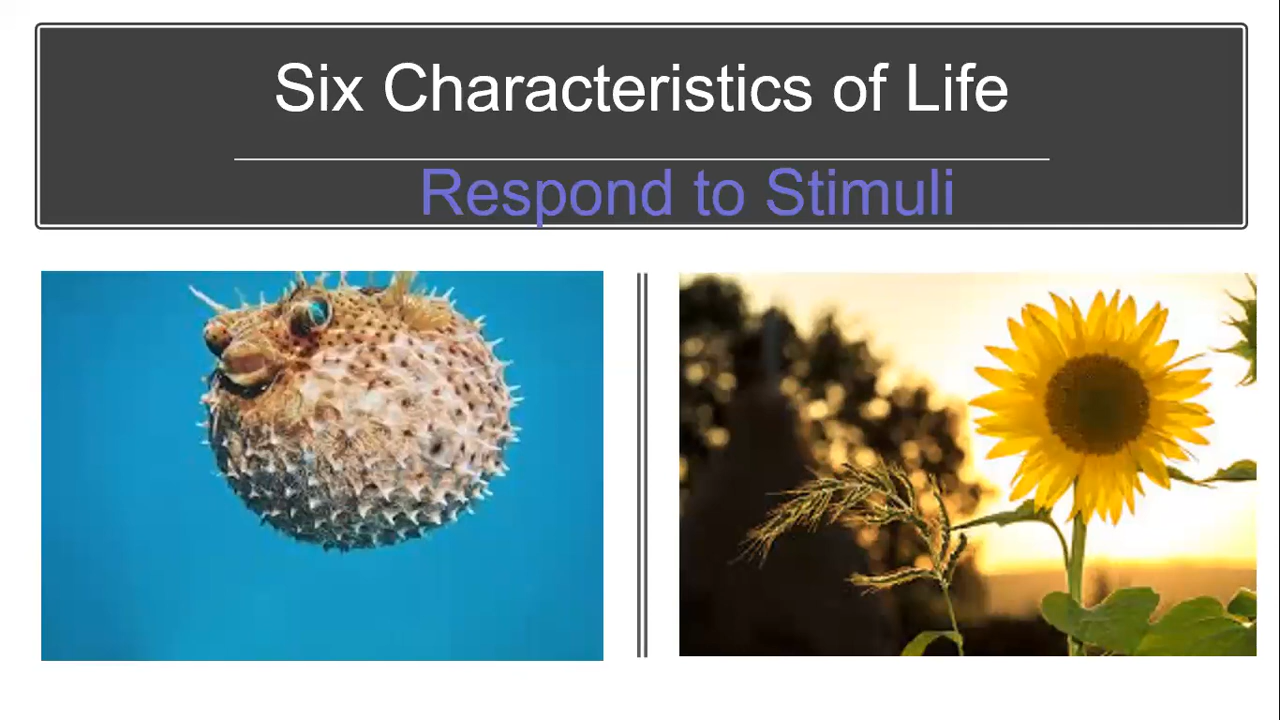 Six Characteristics of Life
Respond to Stimuli